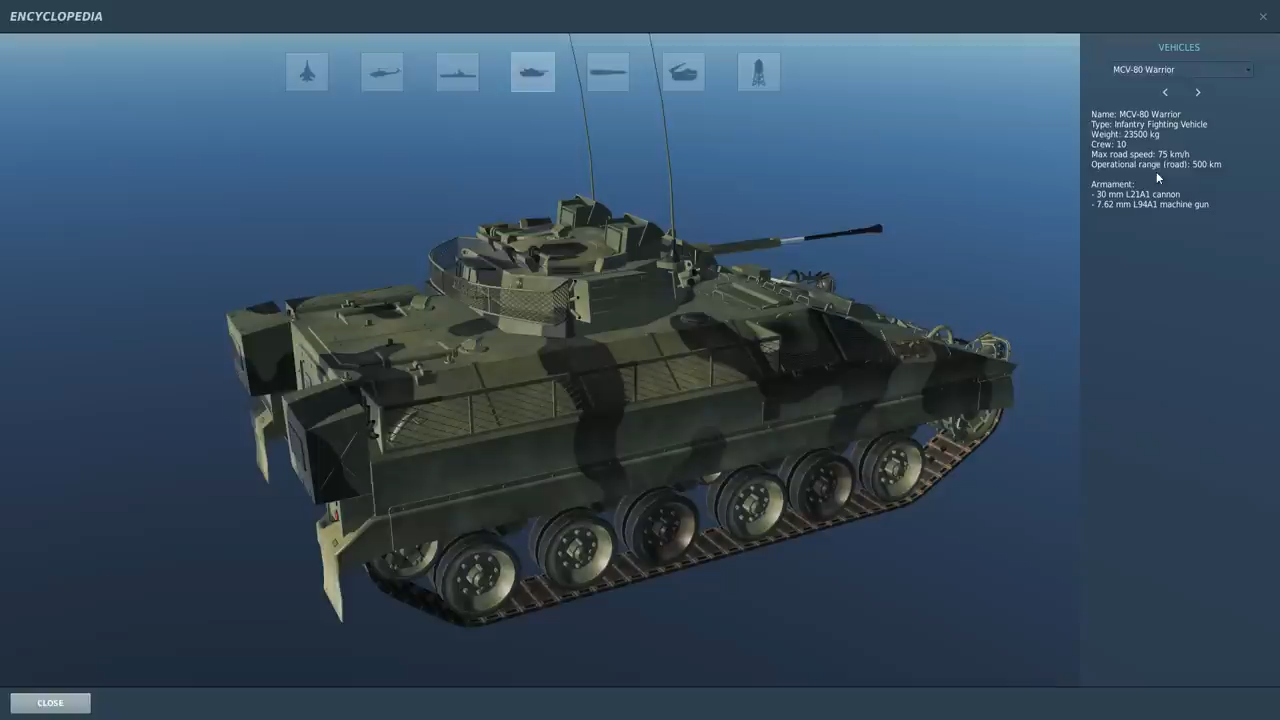 ENCYCLOPEDIA
VEHICLES
MCV-80 Warrior
Name: MCV-80 Warrior
Type: Infantry Fighting Vehicle
Weight: 23500 kg
Crew: 10
Max road speed: 75 km/h
Operational range (road): 500 km
Armament:
- 30 mm L21A1 cannon
- 7.62 mm L94A1 machine gun
CLOSE